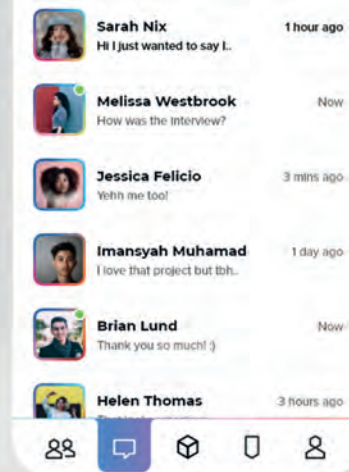 Sarah Nix 1 hour ago
Hi I just wanted to say I..
Melissa Westbrook Now
How was the Interview?
Jessica Felicio 3 mins ago
Yehh me too!
Imansyah Muhamad 1 day ago
I love that project but tbh..
Brian Lund Now
Thank you so much! :)
Helen Thomas 3 hours ago